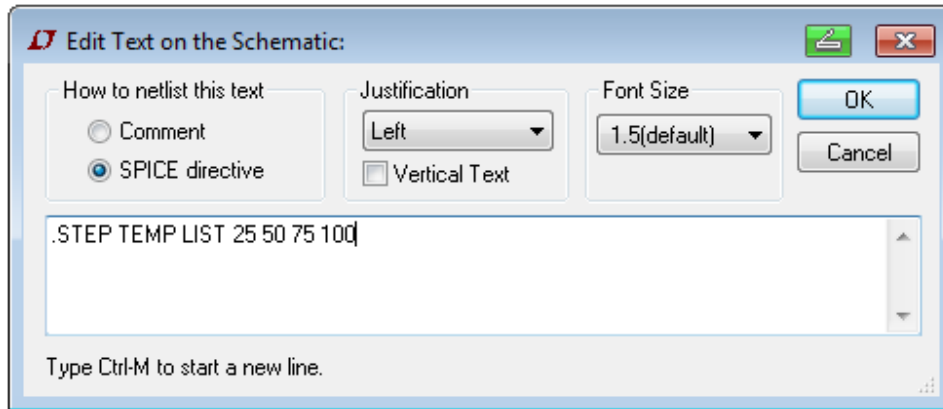 Edit Text on the Schematic:
How to netlist this text
Comment
SPICE directive
Justification
Left
Vertical Text
Font Size
1.5(default)
OK
Cancel
.STEP TEMP LIST 25 50 75 100
Type Ctrl-M to start a new line.